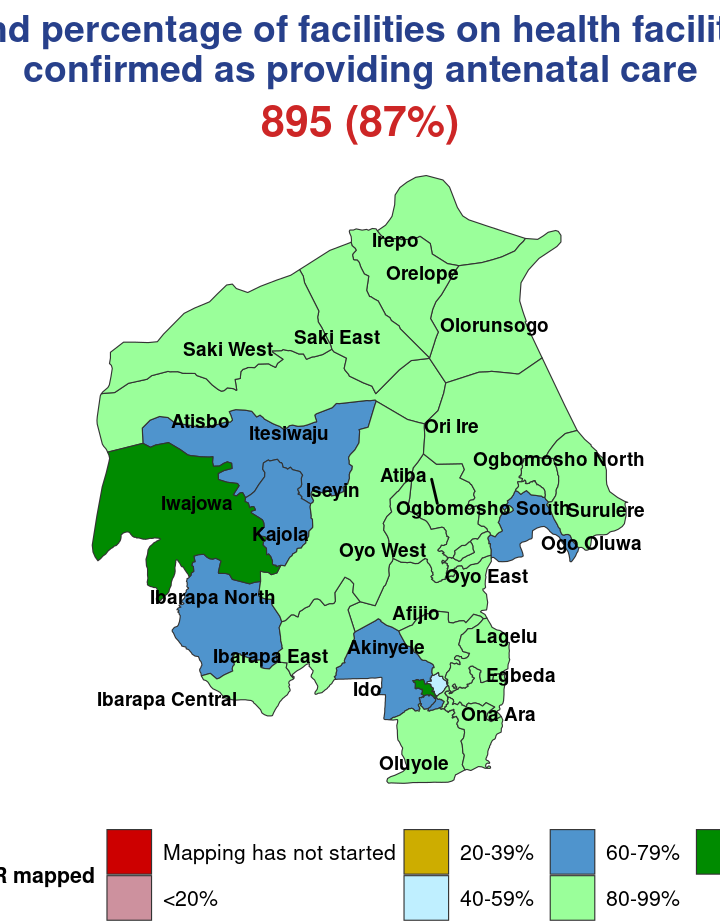 nd percentage of facilities on health facilit
confirmed as providing antenatal care
895 (87%)
Irepo
Orelope
Olorunsogo
Saki East
Saki West
Atisbo
Itesiwaju
Ori Ire
Ogbomosho North
Atiba
Iseyin
Iwajowa
Ogbomosho South
Surulere
Kajola
Ogo Oluwa
Oyo West
Oyo East
Ibarapa North
Afijio
Lagelu
Akinyele
Ibarapa East
Egbeda
Ido
Ibarapa Central
Ona Ara
Oluyole
R mapped
Mapping has not started
<20%
20-39%
40-59%
60-79%
80-99%